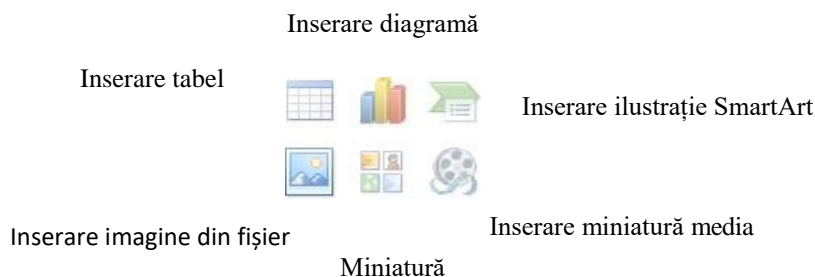 Inserare diagramă
Inserare tabel
Inserare ilustrație SmartArt
Inserare imagine din fișier
Inserare miniatură media
Miniatură